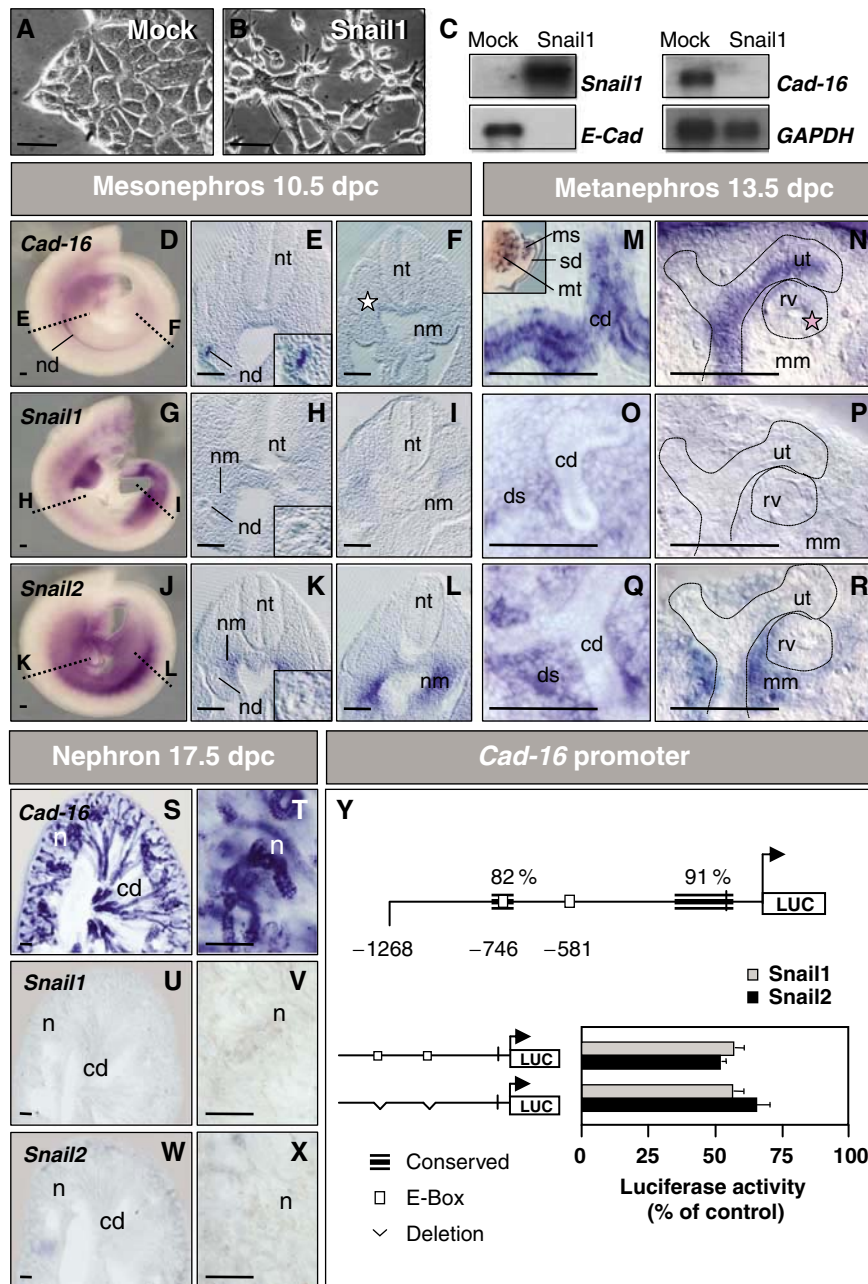 A Mock
B Snail1
C
Mock Snail1
Snail1
E-Cad
Mock Snail1
Cad-16
GAPDH
Mesonephros 10.5 dpc
Metanephros 13.5 dpc
Cad-16 D
E
F
nd
E
nt
nd
F
nt
nm
M
ms
sd
mt
cd
N
ut
rv
mm
Snail1 G
H
I
H
nt
nm
nd
I
nt
nm
O
cd
ds
P
ut
rv
mm
Snail2 J
K
L
K
nt
nm
nd
L
nt
nm
Q
cd
ds
R
ut
rv
mm
Nephron 17.5 dpc
Cad-16 promoter
Cad-16 S
n
cd
T
n
Snail1 U
n
cd
V
n
Snail2 W
n
cd
X
n
Y
82 % 91 %
LUC
−1268 −746 −581
Snail1
Snail2
LUC
LUC
0 25 50 75 100
Luciferase activity
(% of control)
Conserved
E-Box
Deletion